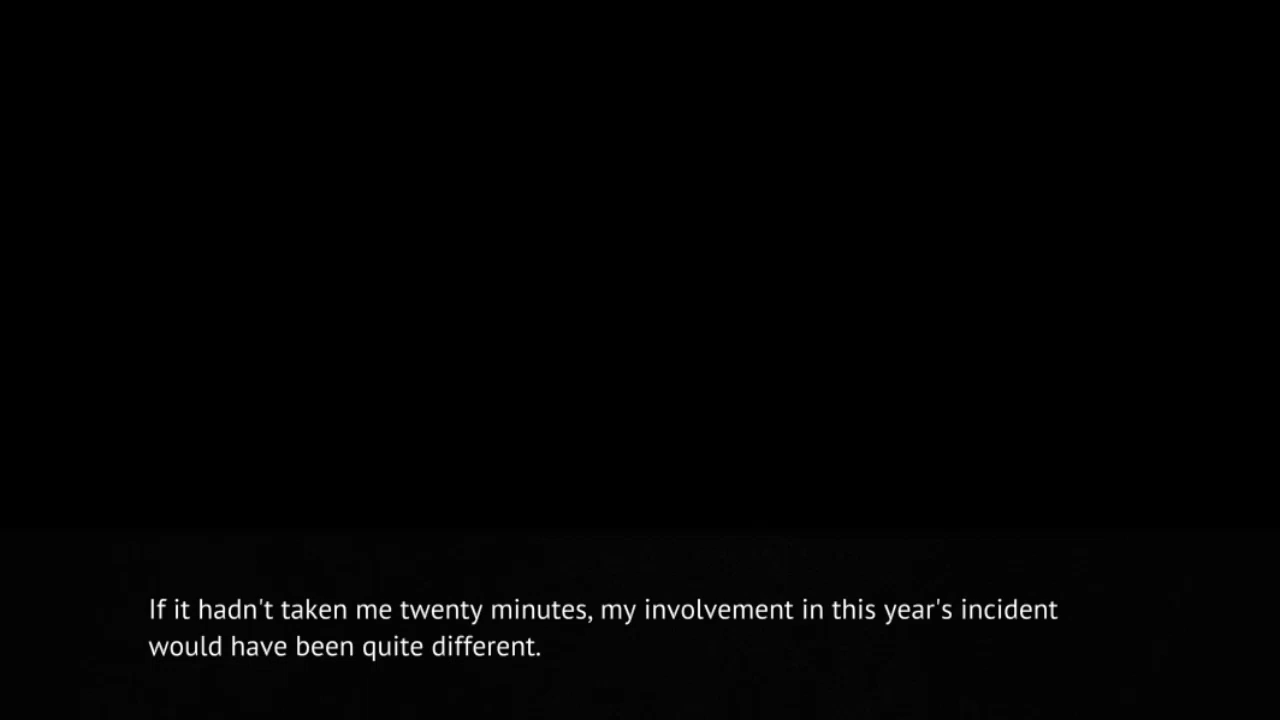 If it hadn't taken me twenty minutes, my involvement in this year's incident
would have been quite different.